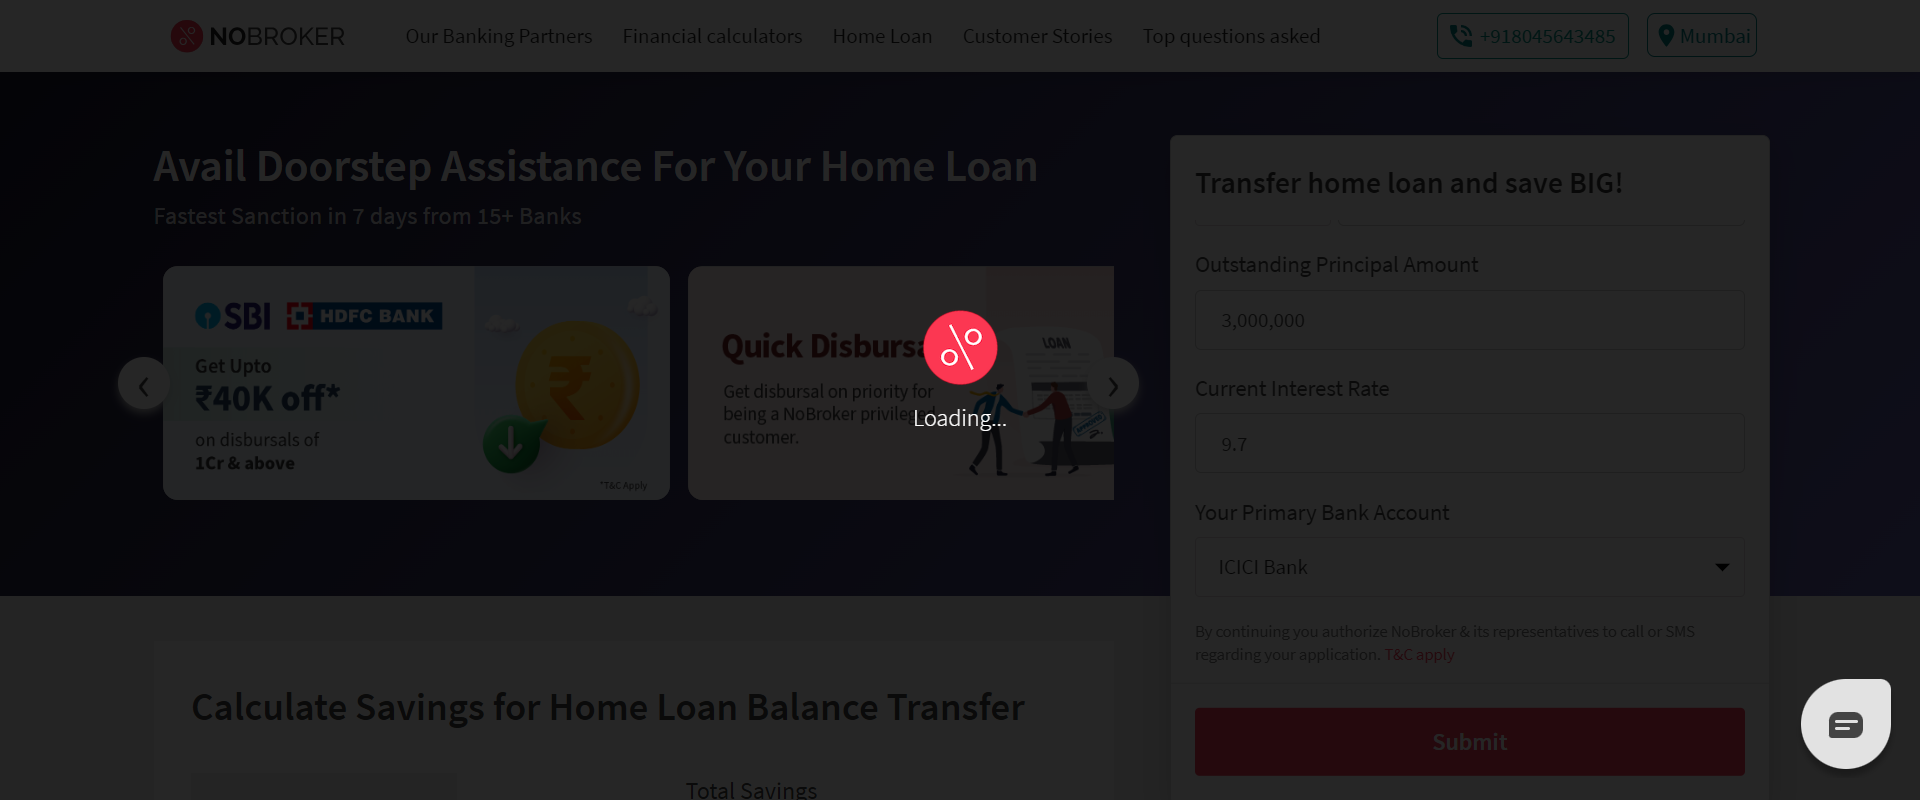 NOBROKER
Our Banking Partners
Financial calculators
Home Loan
Customer Stories
Top questions asked
+918045643485
Mumbai
Avail Doorstep Assistance For Your Home Loan
Fastest Sanction in 7 days from 15+ Banks
SBI
HDFC BANK
Get Upto
₹40K off*
on disbursals of
1Cr & above
*T&C Apply
Quick Disbursa
Get disbursal on priority for
being a NoBroker privileged
customer.
LOAN
APPROVED
Loading...
Transfer home loan and save BIG!
Outstanding Principal Amount
3,000,000
Current Interest Rate
9.7
Your Primary Bank Account
ICICI Bank
By continuing you authorize NoBroker & its representatives to call or SMS
regarding your application. T&C apply
Submit
Calculate Savings for Home Loan Balance Transfer
Total Savings